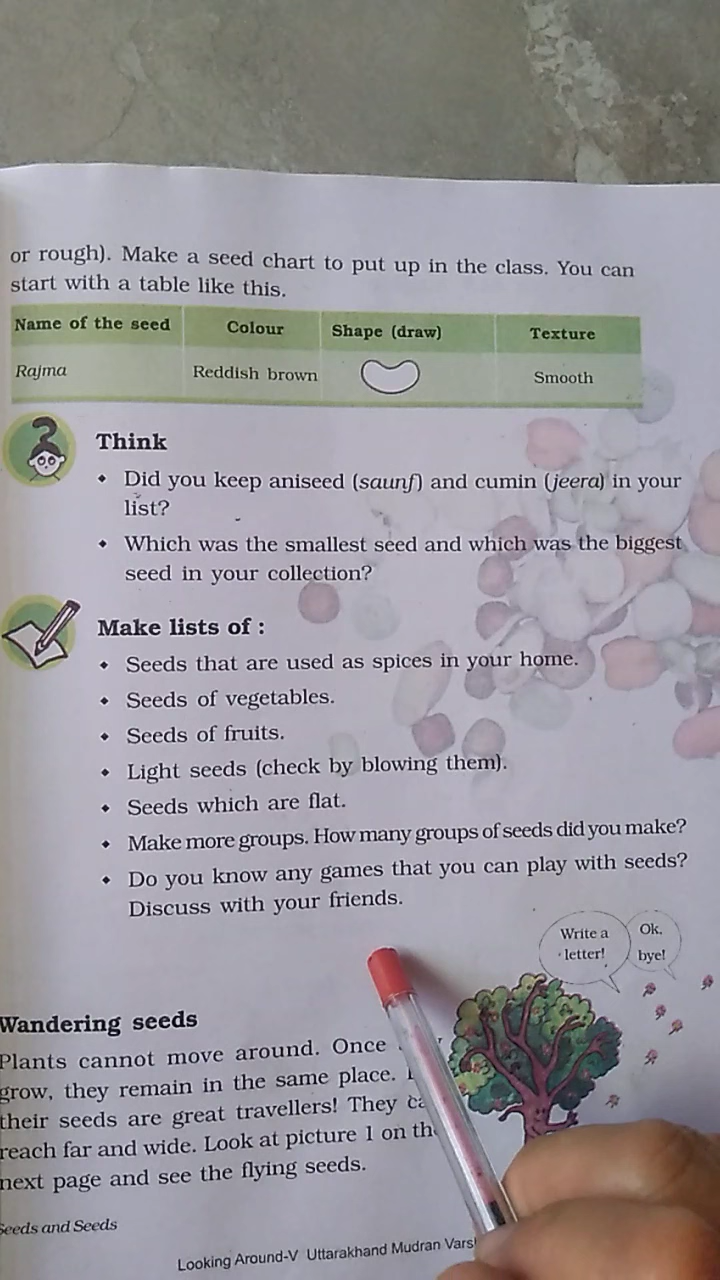 or rough). Make a seed chart to put up in the class. You can
start with a table like this.
Name of the seed Colour Shape (draw) Texture
Rajma Reddish brown Smooth
Think
• Did you keep aniseed (saunf) and cumin (jeera) in your
list?
• Which was the smallest seed and which was the biggest
seed in your collection?
Make lists of :
• Seeds that are used as spices in your home.
• Seeds of vegetables.
• Seeds of fruits.
• Light seeds (check by blowing them).
• Seeds which are flat.
• Make more groups. How many groups of seeds did you make?
• Do you know any games that you can play with seeds?
Discuss with your friends.
Write a
letter!
Ok.
bye!
Wandering seeds
Plants cannot move around. Once
grow, they remain in the same place.
their seeds are great travellers! They
reach far and wide. Look at picture 1 on
next page and see the flying seeds.
Seeds and Seeds
Looking Around-V Uttarakhand Mudran